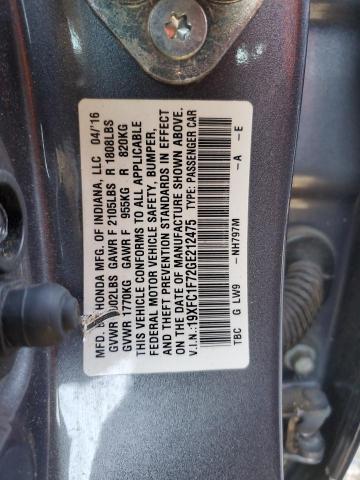 MFD. BY HONDA MFG. OF INDIANA, LLC 04/'16
GVWR 3902LBS GAWR F 2105LBS R 1808LBS
GVWR 1770KG GAWR F 955KG R 820KG
THIS VEHICLE CONFORMS TO ALL APPLICABLE
FEDERAL MOTOR VEHICLE SAFETY, BUMPER,
AND THEFT PREVENTION STANDARDS IN EFFECT
ON THE DATE OF MANUFACTURE SHOWN ABOVE.
V.I.N.:19XFC1F72GE212475 TYPE: PASSENGER CAR
TBC G LW9 -NH797M -A -E